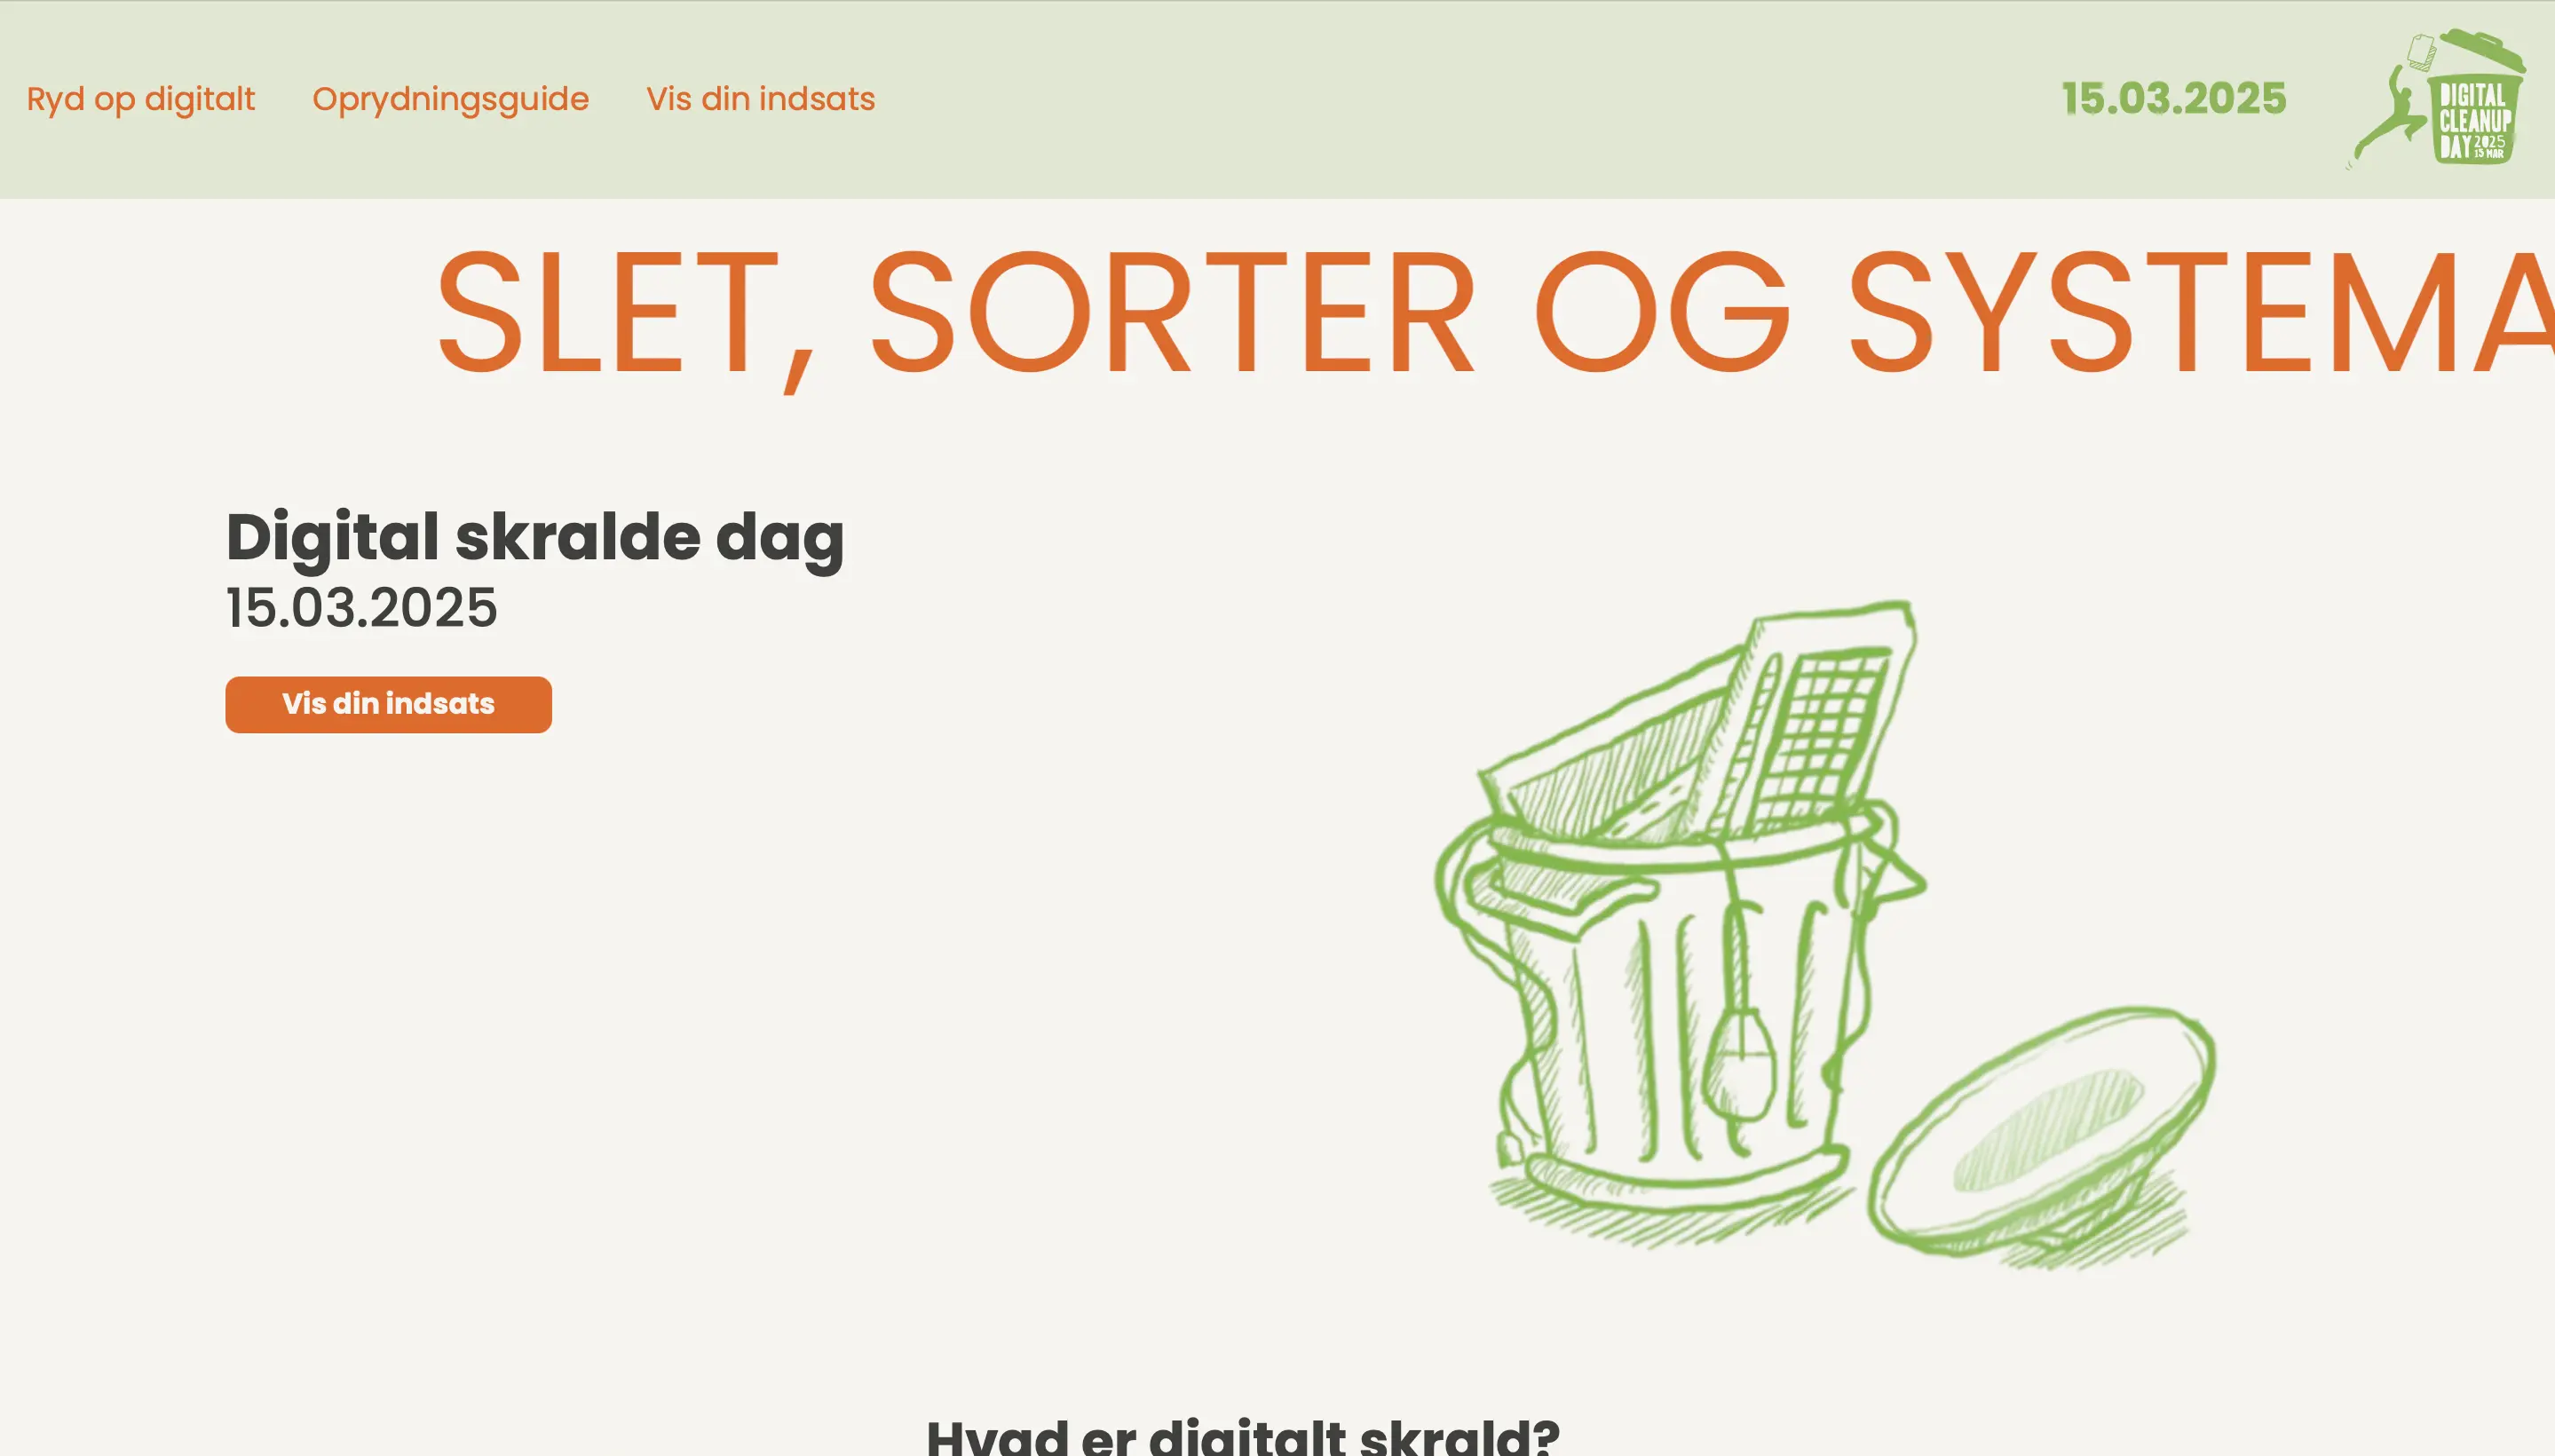 Ryd op digitalt Oprydningsguide Vis din indsats 15.03.2025
DIGITAL
CLEANUP
DAY 2025
15 MAR
SLET, SORTER OG SYSTEMA
Digital skralde dag
15.03.2025
Vis din indsats
Hvad er digitalt skrald?